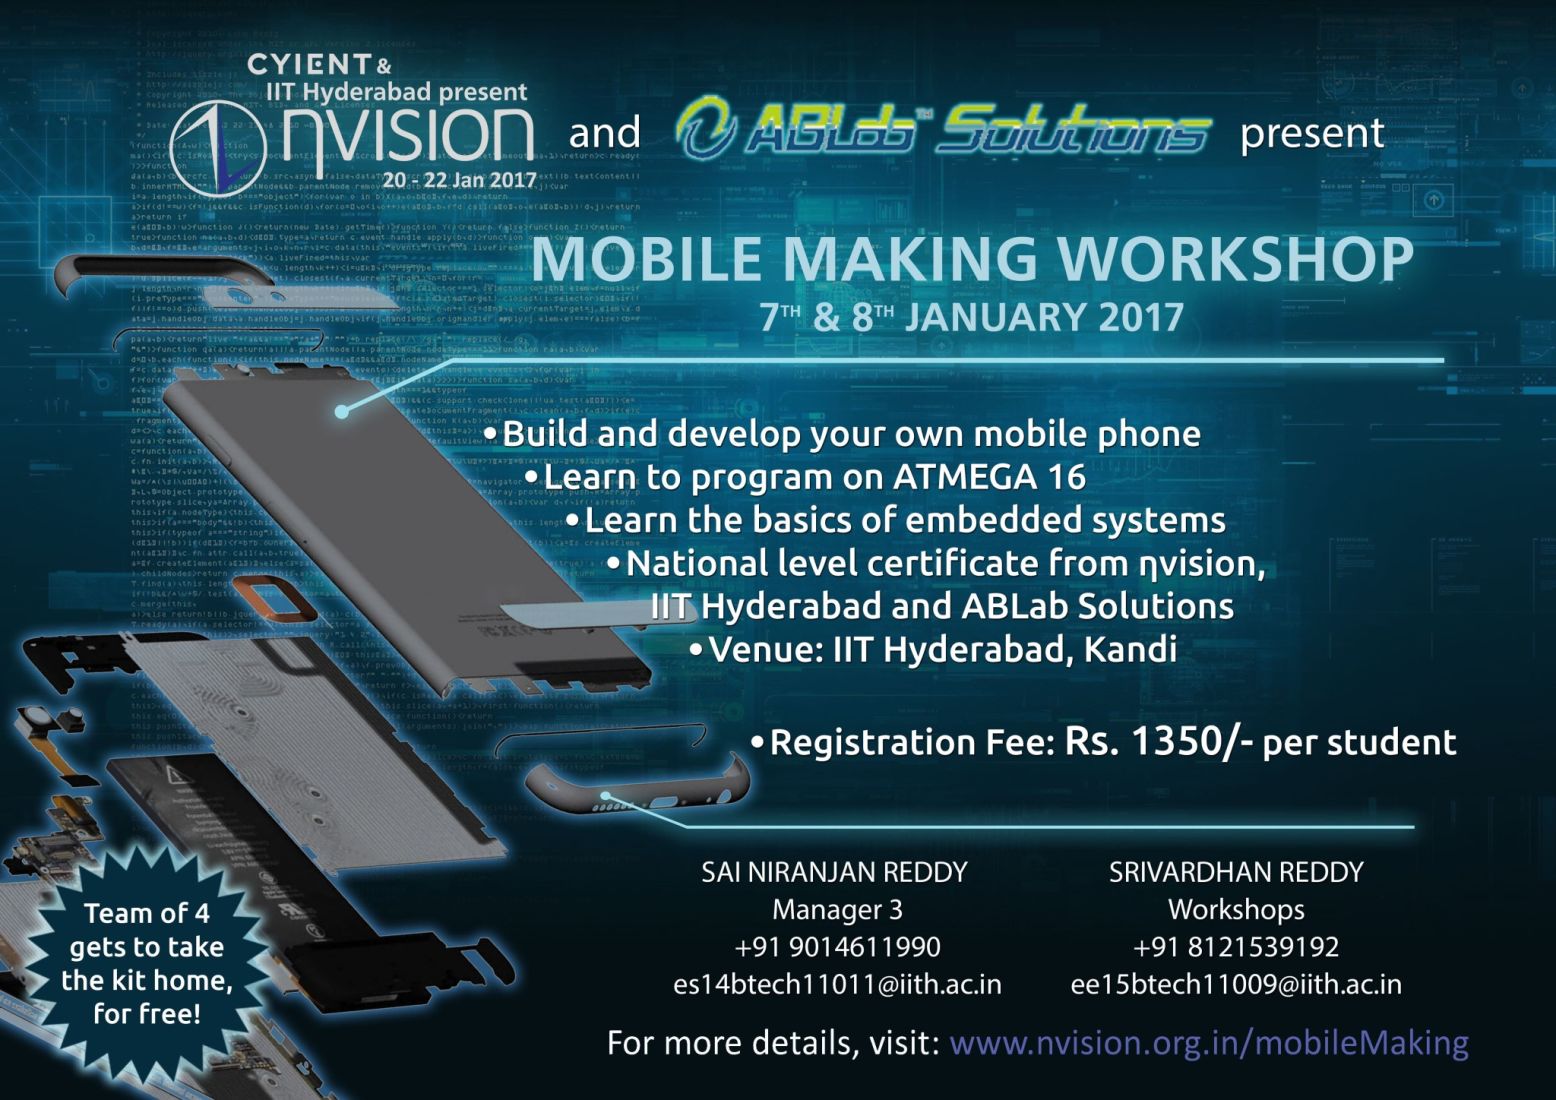 CYIENT &
IIT Hyderabad present
ηVISION
20 - 22 Jan 2017
and
ABLab™ Solutions
present
MOBILE MAKING WORKSHOP
7TH & 8TH JANUARY 2017
•Build and develop your own mobile phone
•Learn to program on ATMEGA 16
•Learn the basics of embedded systems
•National level certificate from ηvision,
IIT Hyderabad and ABLab Solutions
•Venue: IIT Hyderabad, Kandi
•Registration Fee: Rs. 1350/- per student
SAI NIRANJAN REDDY
Manager 3
+91 9014611990
es14btech11011@iith.ac.in
SRIVARDHAN REDDY
Workshops
+91 8121539192
ee15btech11009@iith.ac.in
Team of 4
gets to take
the kit home,
for free!
For more details, visit: www.nvision.org.in/mobileMaking